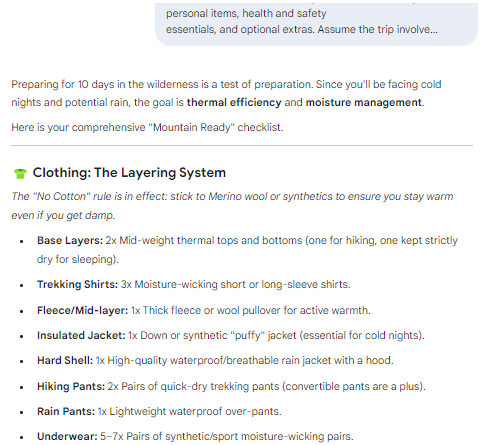 personal items, health and safety
essentials, and optional extras. Assume the trip involve...
Preparing for 10 days in the wilderness is a test of preparation. Since you'll be facing cold
nights and potential rain, the goal is thermal efficiency and moisture management.
Here is your comprehensive "Mountain Ready" checklist.
Clothing: The Layering System
The "No Cotton" rule is in effect: stick to Merino wool or synthetics to ensure you stay warm
even if you get damp.
• Base Layers: 2x Mid-weight thermal tops and bottoms (one for hiking, one kept strictly
dry for sleeping).
• Trekking Shirts: 3x Moisture-wicking short or long-sleeve shirts.
• Fleece/Mid-layer: 1x Thick fleece or wool pullover for active warmth.
• Insulated Jacket: 1x Down or synthetic "puffy" jacket (essential for cold nights).
• Hard Shell: 1x High-quality waterproof/breathable rain jacket with a hood.
• Hiking Pants: 2x Pairs of quick-dry trekking pants (convertible pants are a plus).
• Rain Pants: 1x Lightweight waterproof over-pants.
• Underwear: 5–7x Pairs of synthetic/sport moisture-wicking pairs.